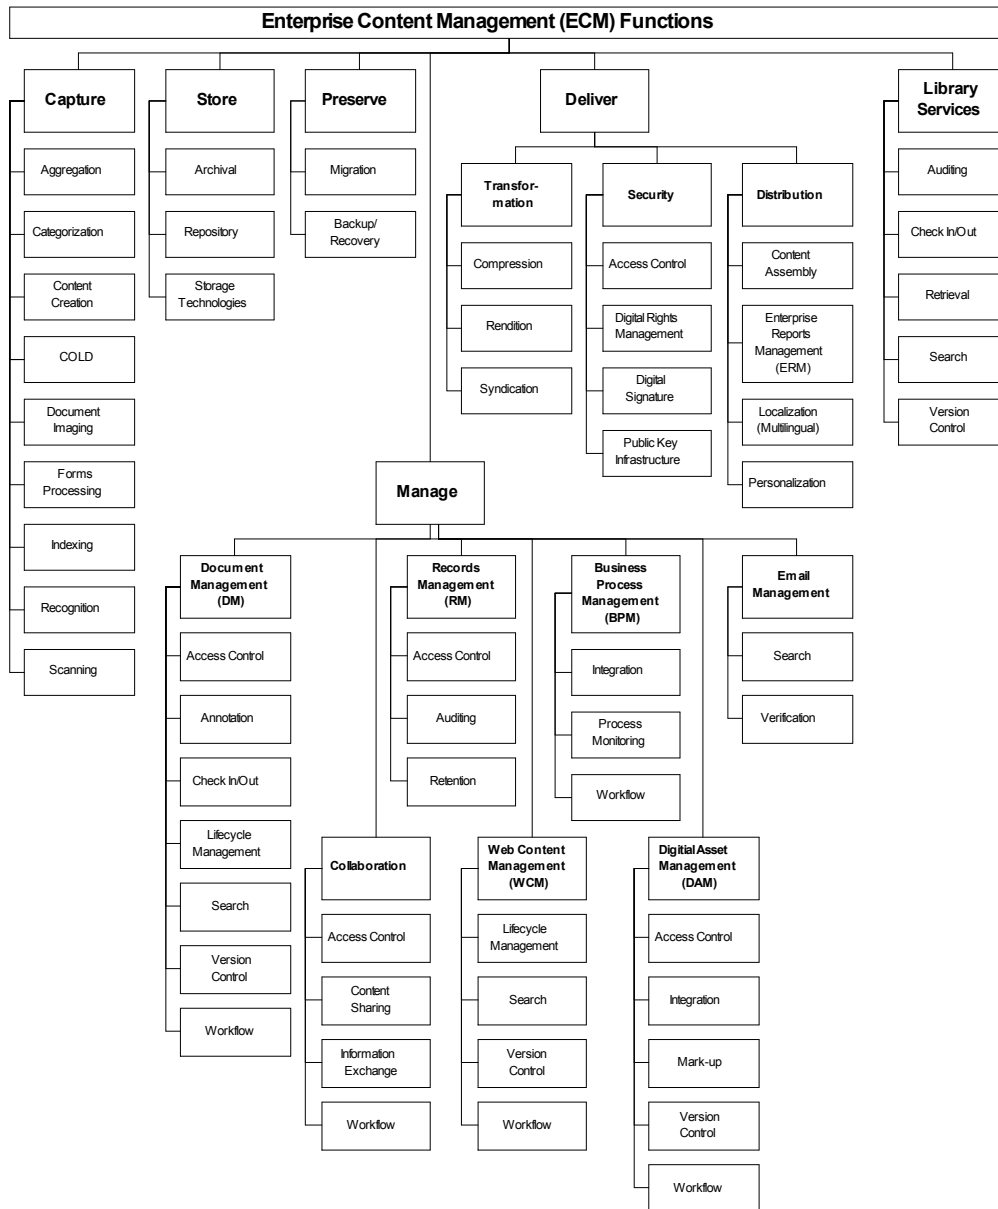 Enterprise Content Management (ECM) Functions
Capture
Aggregation
Categorization
Content
Creation
COLD
Document
Imaging
Forms
Processing
Indexing
Recognition
Scanning
Store
Archival
Repository
Storage
Technologies
Preserve
Migration
Backup/
Recovery
Deliver
Transfor-
mation
Compression
Rendition
Syndication
Security
Access Control
Digital Rights
Management
Digital
Signature
Public Key
Infrastructure
Distribution
Content
Assembly
Enterprise
Reports
Management
(ERM)
Localization
(Multilingual)
Personalization
Library
Services
Auditing
Check In/Out
Retrieval
Search
Version
Control
Manage
Document
Management
(DM)
Access Control
Annotation
Check In/Out
Lifecycle
Management
Search
Version
Control
Workflow
Collaboration
Access Control
Content
Sharing
Information
Exchange
Workflow
Records
Management
(RM)
Access Control
Auditing
Retention
Web Content
Management
(WCM)
Lifecycle
Management
Search
Version
Control
Workflow
Business
Process
Management
(BPM)
Integration
Process
Monitoring
Workflow
Digitial Asset
Management
(DAM)
Access Control
Integration
Mark-up
Version
Control
Workflow
Email
Management
Search
Verification